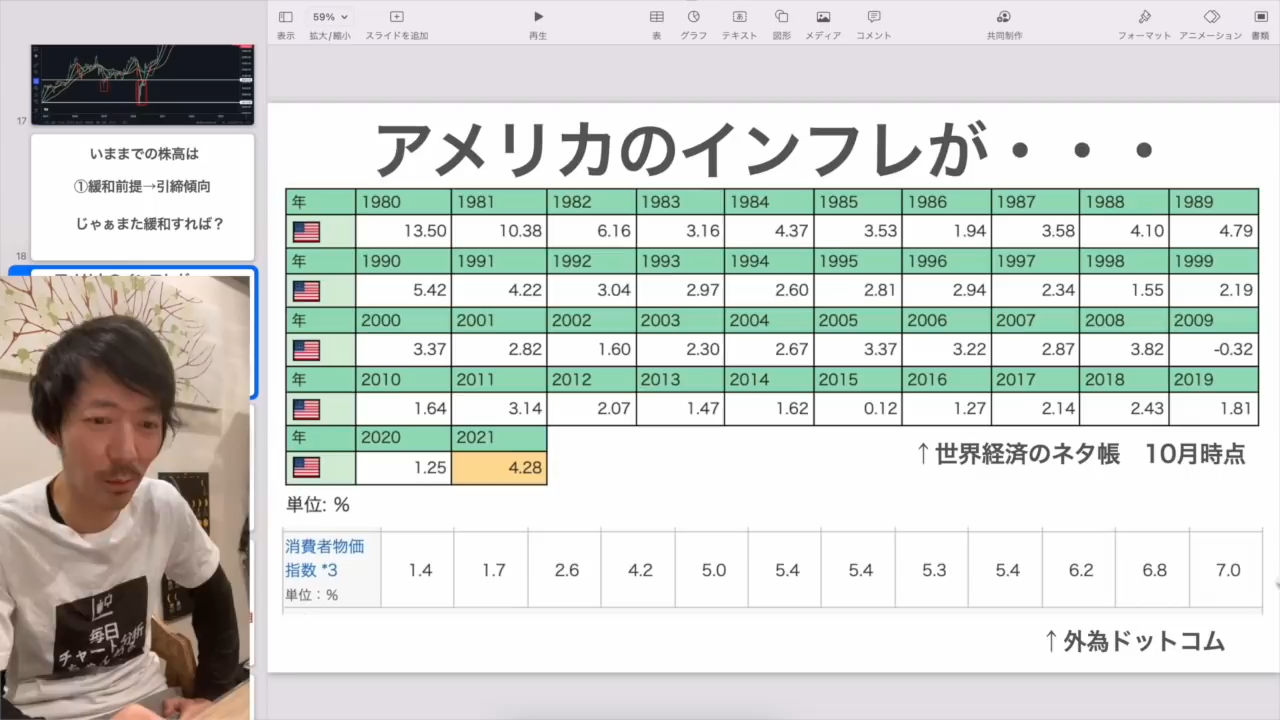 59%
表示 拡大/縮小 スライドを追加 再生 表 グラフ テキスト 図形 メディア コメント 共同制作 フォーマット アニメーション 書類
17
いままでの株高は
①緩和前提→引締傾向
じゃぁまた緩和すれば？
18
アメリカのインフレが・・・
年 1980 1981 1982 1983 1984 1985 1986 1987 1988 1989
13.50 10.38 6.16 3.16 4.37 3.53 1.94 3.58 4.10 4.79
年 1990 1991 1992 1993 1994 1995 1996 1997 1998 1999
5.42 4.22 3.04 2.97 2.60 2.81 2.94 2.34 1.55 2.19
年 2000 2001 2002 2003 2004 2005 2006 2007 2008 2009
3.37 2.82 1.60 2.30 2.67 3.37 3.22 2.87 3.82 -0.32
年 2010 2011 2012 2013 2014 2015 2016 2017 2018 2019
1.64 3.14 2.07 1.47 1.62 0.12 1.27 2.14 2.43 1.81
年 2020 2021
1.25 4.28
↑世界経済のネタ帳 10月時点
単位: %
消費者物価
指数 *3
単位：%
1.4 1.7 2.6 4.2 5.0 5.4 5.4 5.3 5.4 6.2 6.8 7.0
↑外為ドットコム
毎日
チャート分析